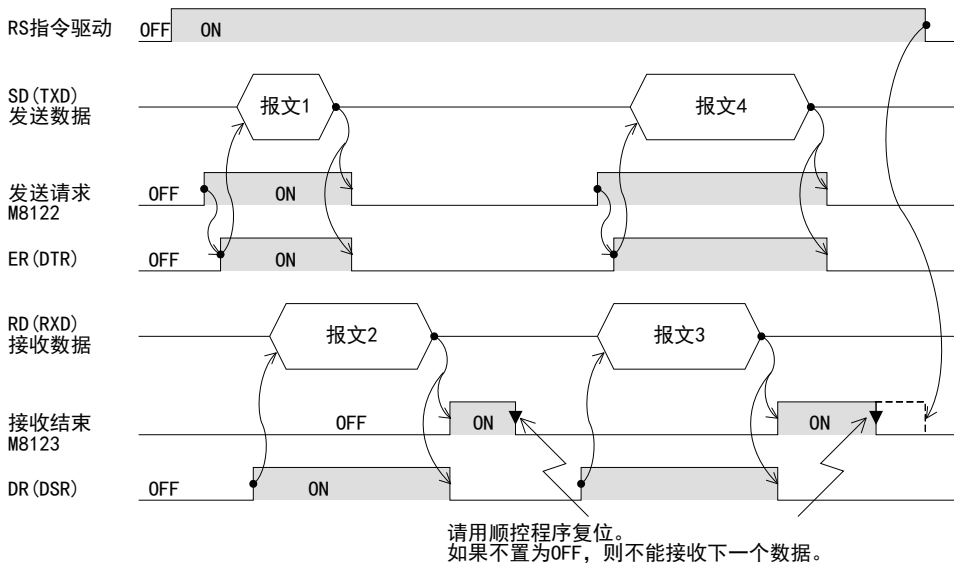 RS指令驱动
OFF
ON
SD(TXD)
发送数据
报文1
报文4
发送请求
M8122
OFF
ON
ER(DTR)
OFF
ON
RD(RXD)
接收数据
报文2
报文3
接收结束
M8123
OFF
ON
ON
DR(DSR)
OFF
ON
请用顺控程序复位。
如果不置为OFF，则不能接收下一个数据。